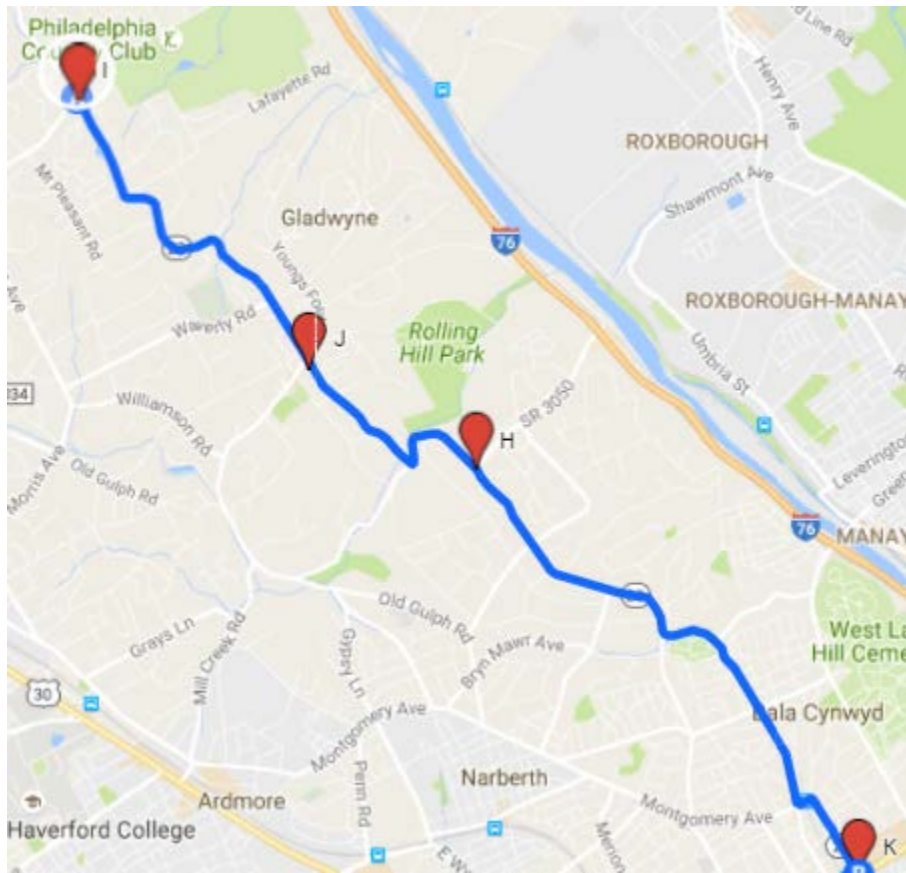 Philadelphia
Country Club
I
Lafayette Rd
Line Rd
Henry Ave
ROXBOROUGH
Shawmont Ave
Mt Pleasant Rd
Gladwyne
76
Youngs
ROXBOROUGH-MANAY
Waverly Rd
J
Rolling
Hill Park
Umbria St
Williamson Rd
SR 3050
H
Morris Ave
Old Gulph Rd
Leverington
Green
76
MANAY
Old Gulph Rd
Grays Ln
Mill Creek Rd
Gypsy Ln
Bryn Mawr Ave
West La
Hill Ceme
30
Montgomery Ave
Bala Cynwyd
Narberth
Penn Rd
Ardmore
Montgomery Ave
Haverford College
Merion
E Wy
K